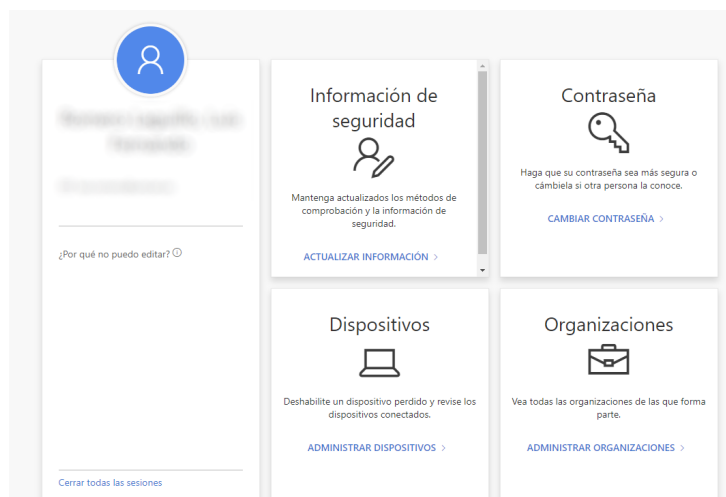 ¿Por qué no puedo editar?
Cerrar todas las sesiones
Información de
seguridad
Mantenga actualizados los métodos de
comprobación y la información de
seguridad.
ACTUALIZAR INFORMACIÓN >
Contraseña
Haga que su contraseña sea más segura o
cámbiela si otra persona la conoce.
CAMBIAR CONTRASEÑA >
Dispositivos
Deshabilite un dispositivo perdido y revise los
dispositivos conectados.
ADMINISTRAR DISPOSITIVOS >
Organizaciones
Vea todas las organizaciones de las que forma
parte.
ADMINISTRAR ORGANIZACIONES >